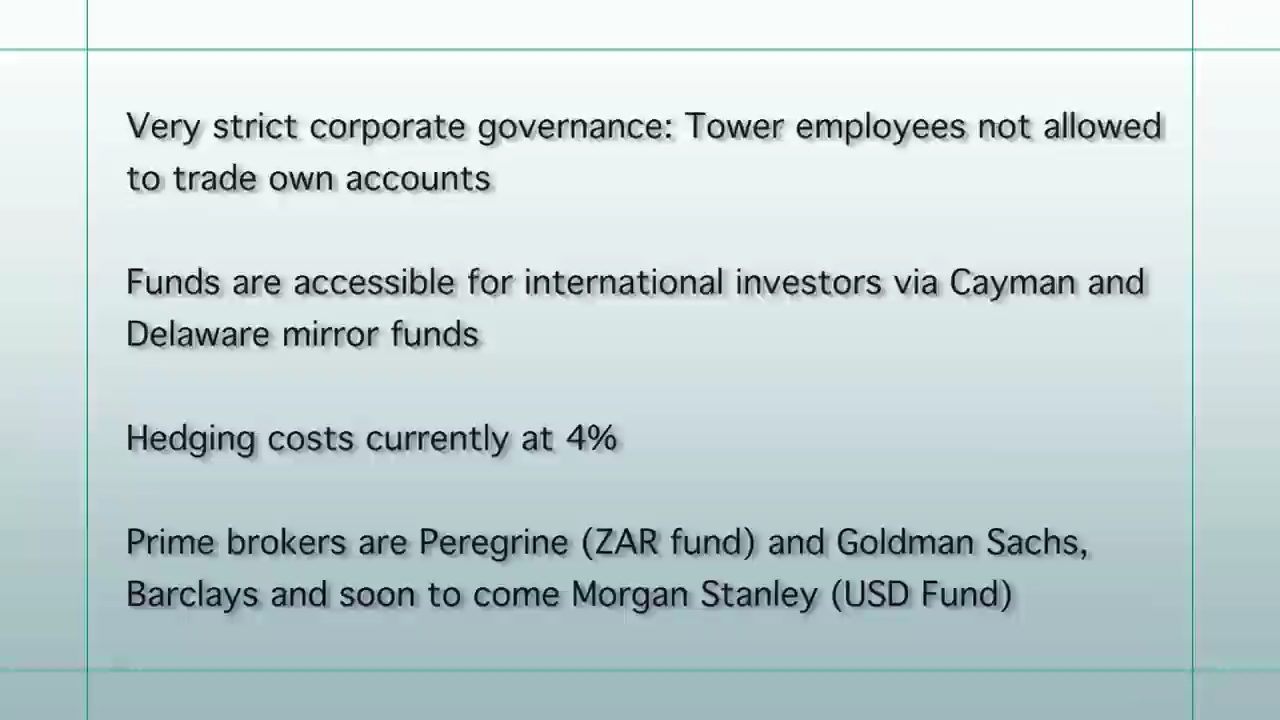 Very strict corporate governance: Tower employees not allowed
to trade own accounts
Funds are accessible for international investors via Cayman and
Delaware mirror funds
Hedging costs currently at 4%
Prime brokers are Peregrine (ZAR fund) and Goldman Sachs,
Barclays and soon to come Morgan Stanley (USD Fund)